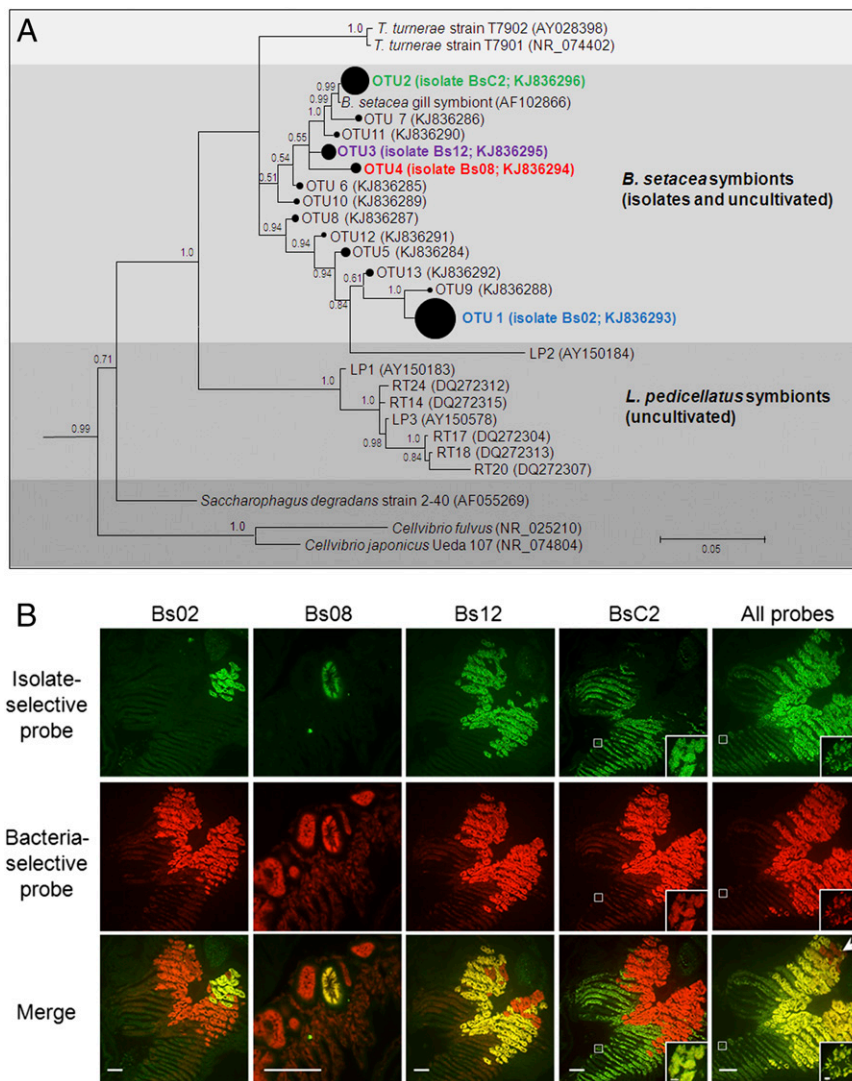 A
1.0
T. turnerae strain T7902 (AY028398)
T. turnerae strain T7901 (NR_074402)
0.99
OTU2 (isolate BsC2; KJ836296)
0.99
B. setacea gill symbiont (AF102866)
1.0
OTU 7 (KJ836286)
OTU11 (KJ836290)
0.55
OTU3 (isolate Bs12; KJ836295)
0.54
OTU4 (isolate Bs08; KJ836294)
0.51
OTU 6 (KJ836285)
OTU10 (KJ836289)
B. setacea symbionts
(isolates and uncultivated)
0.94
OTU8 (KJ836287)
0.94
OTU12 (KJ836291)
1.0
OTU5 (KJ836284)
0.94
0.61
OTU13 (KJ836292)
1.0
OTU9 (KJ836288)
0.84
OTU 1 (isolate Bs02; KJ836293)
LP2 (AY150184)
0.71
LP1 (AY150183)
1.0
RT24 (DQ272312)
1.0
RT14 (DQ272315)
L. pedicellatus symbionts
(uncultivated)
LP3 (AY150578)
0.99
0.98
1.0
RT17 (DQ272304)
0.84
RT18 (DQ272313)
RT20 (DQ272307)
Saccharophagus degradans strain 2-40 (AF055269)
1.0
Cellvibrio fulvus (NR_025210)
Cellvibrio japonicus Ueda 107 (NR_074804)
0.05
B
Bs02 Bs08 Bs12 BsC2 All probes
Isolate-
selective
probe
Bacteria-
selective
probe
Merge